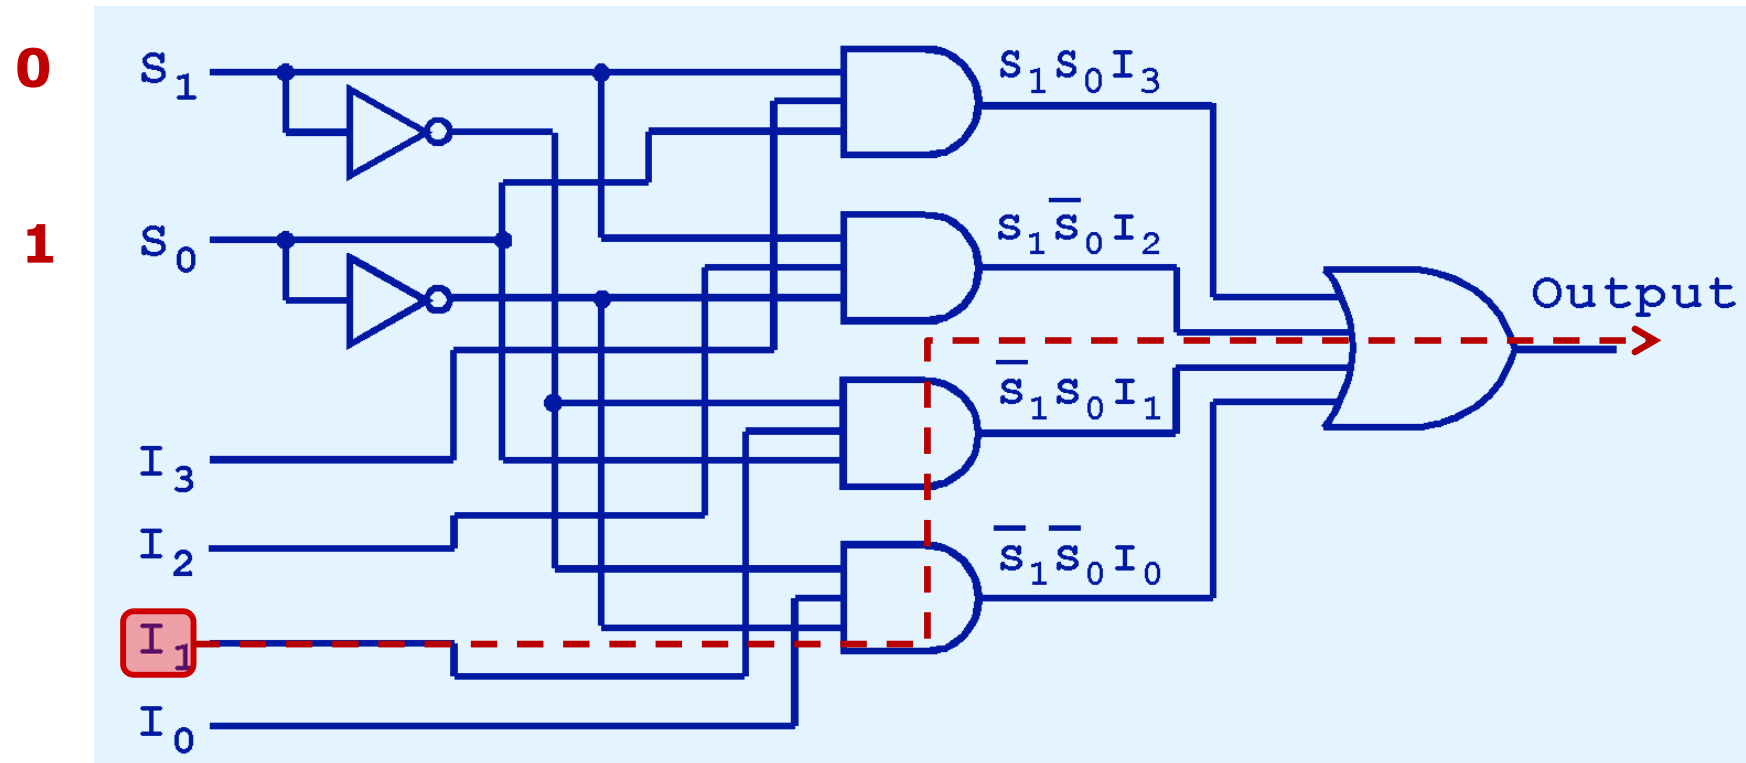 0
S₁
S₁S₀I₃
1
S₀
S₁S̅₀I₂
Output
S̅₁S₀I₁
I₃
I₂
S̅₁S̅₀I₀
I₁
I₀